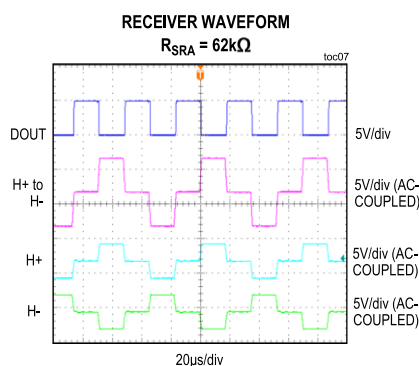 RECEIVER WAVEFORM
RSRA = 62kΩ
toc07
T
DOUT
5V/div
H+ to
H-
5V/div (AC-
COUPLED)
H+
5V/div (AC-
COUPLED)
H-
5V/div (AC-
COUPLED)
20µs/div